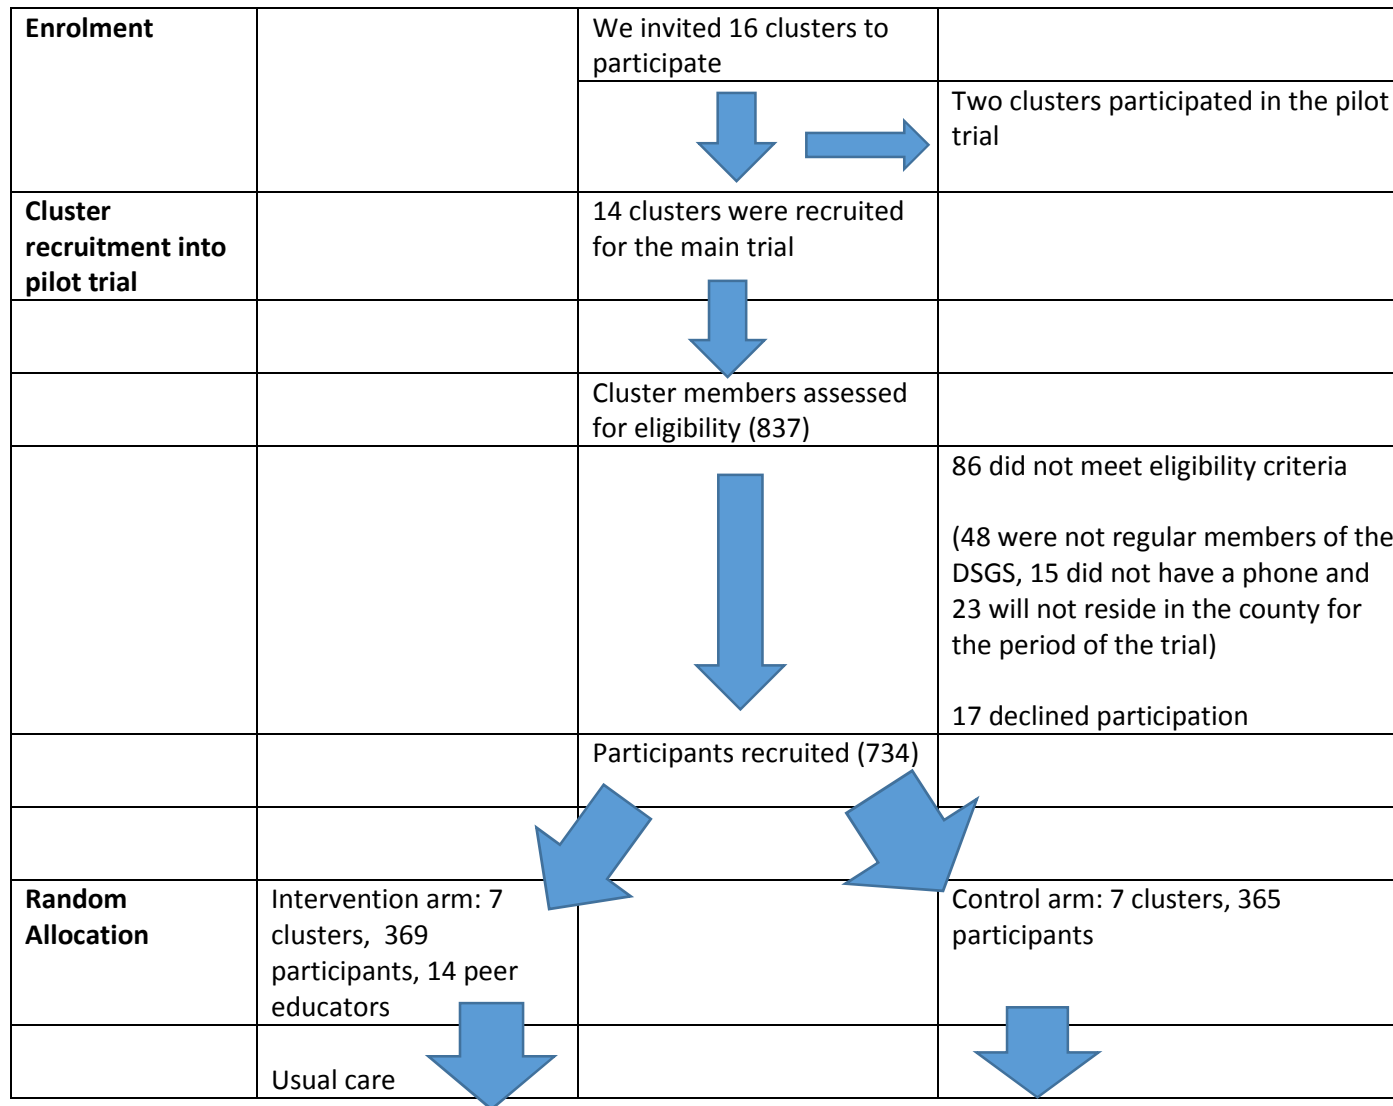 Enrolment
We invited 16 clusters to
participate
Two clusters participated in the pilot
trial
Cluster
recruitment into
pilot trial
14 clusters were recruited
for the main trial
Cluster members assessed
for eligibility (837)
86 did not meet eligibility criteria
(48 were not regular members of the
DSGS, 15 did not have a phone and
23 will not reside in the county for
the period of the trial)
17 declined participation
Participants recruited (734)
Random
Allocation
Intervention arm: 7
clusters,  369
participants, 14 peer
educators
Control arm: 7 clusters, 365
participants
Usual care